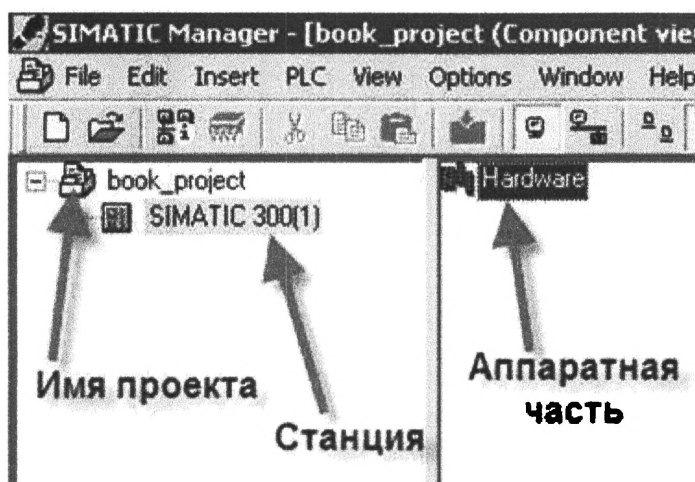 SIMATIC Manager - [book_project (Component vie
File Edit Insert PLC View Options Window Help
book_project
Hardware
SIMATIC 300(1)
Имя проекта
Аппаратная
часть
Станция